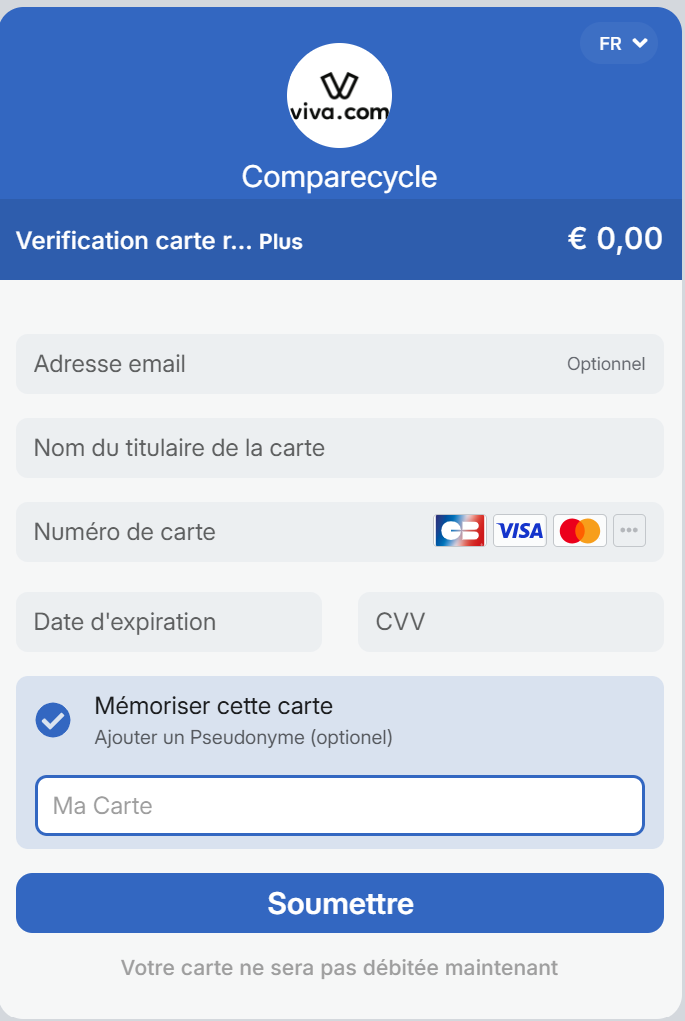 FR
viva.com
Comparecycle
Verification carte r... Plus
€ 0,00
Adresse email
Optionnel
Nom du titulaire de la carte
Numéro de carte
CB VISA
Date d'expiration
CVV
Mémoriser cette carte
Ajouter un Pseudonyme (optionel)
Ma Carte
Soumettre
Votre carte ne sera pas débitée maintenant